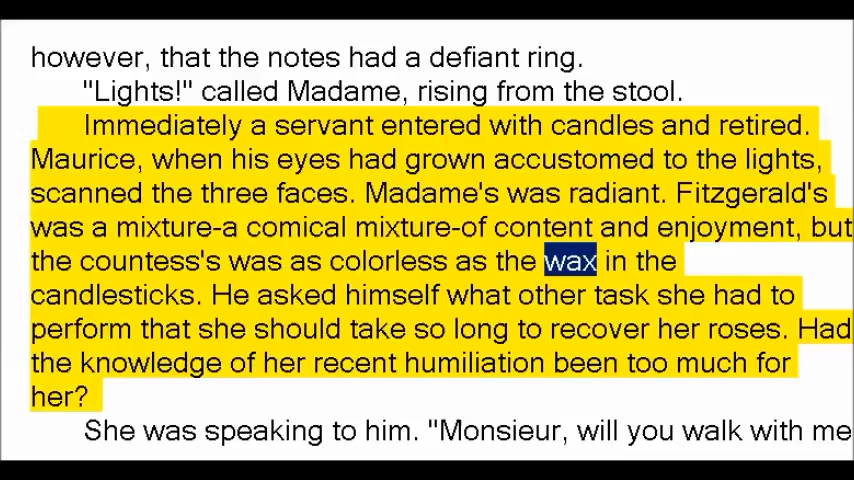 however, that the notes had a defiant ring.
"Lights!" called Madame, rising from the stool.
Immediately a servant entered with candles and retired.
Maurice, when his eyes had grown accustomed to the lights,
scanned the three faces. Madame's was radiant. Fitzgerald's
was a mixture-a comical mixture-of content and enjoyment, but
the countess's was as colorless as the wax in the
candlesticks. He asked himself what other task she had to
perform that she should take so long to recover her roses. Had
the knowledge of her recent humiliation been too much for
her?
She was speaking to him. "Monsieur, will you walk with me